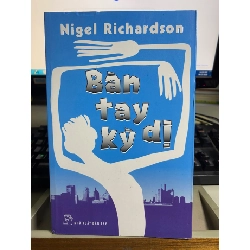 Nigel Richardson
Bàn
tay
kỳ dị